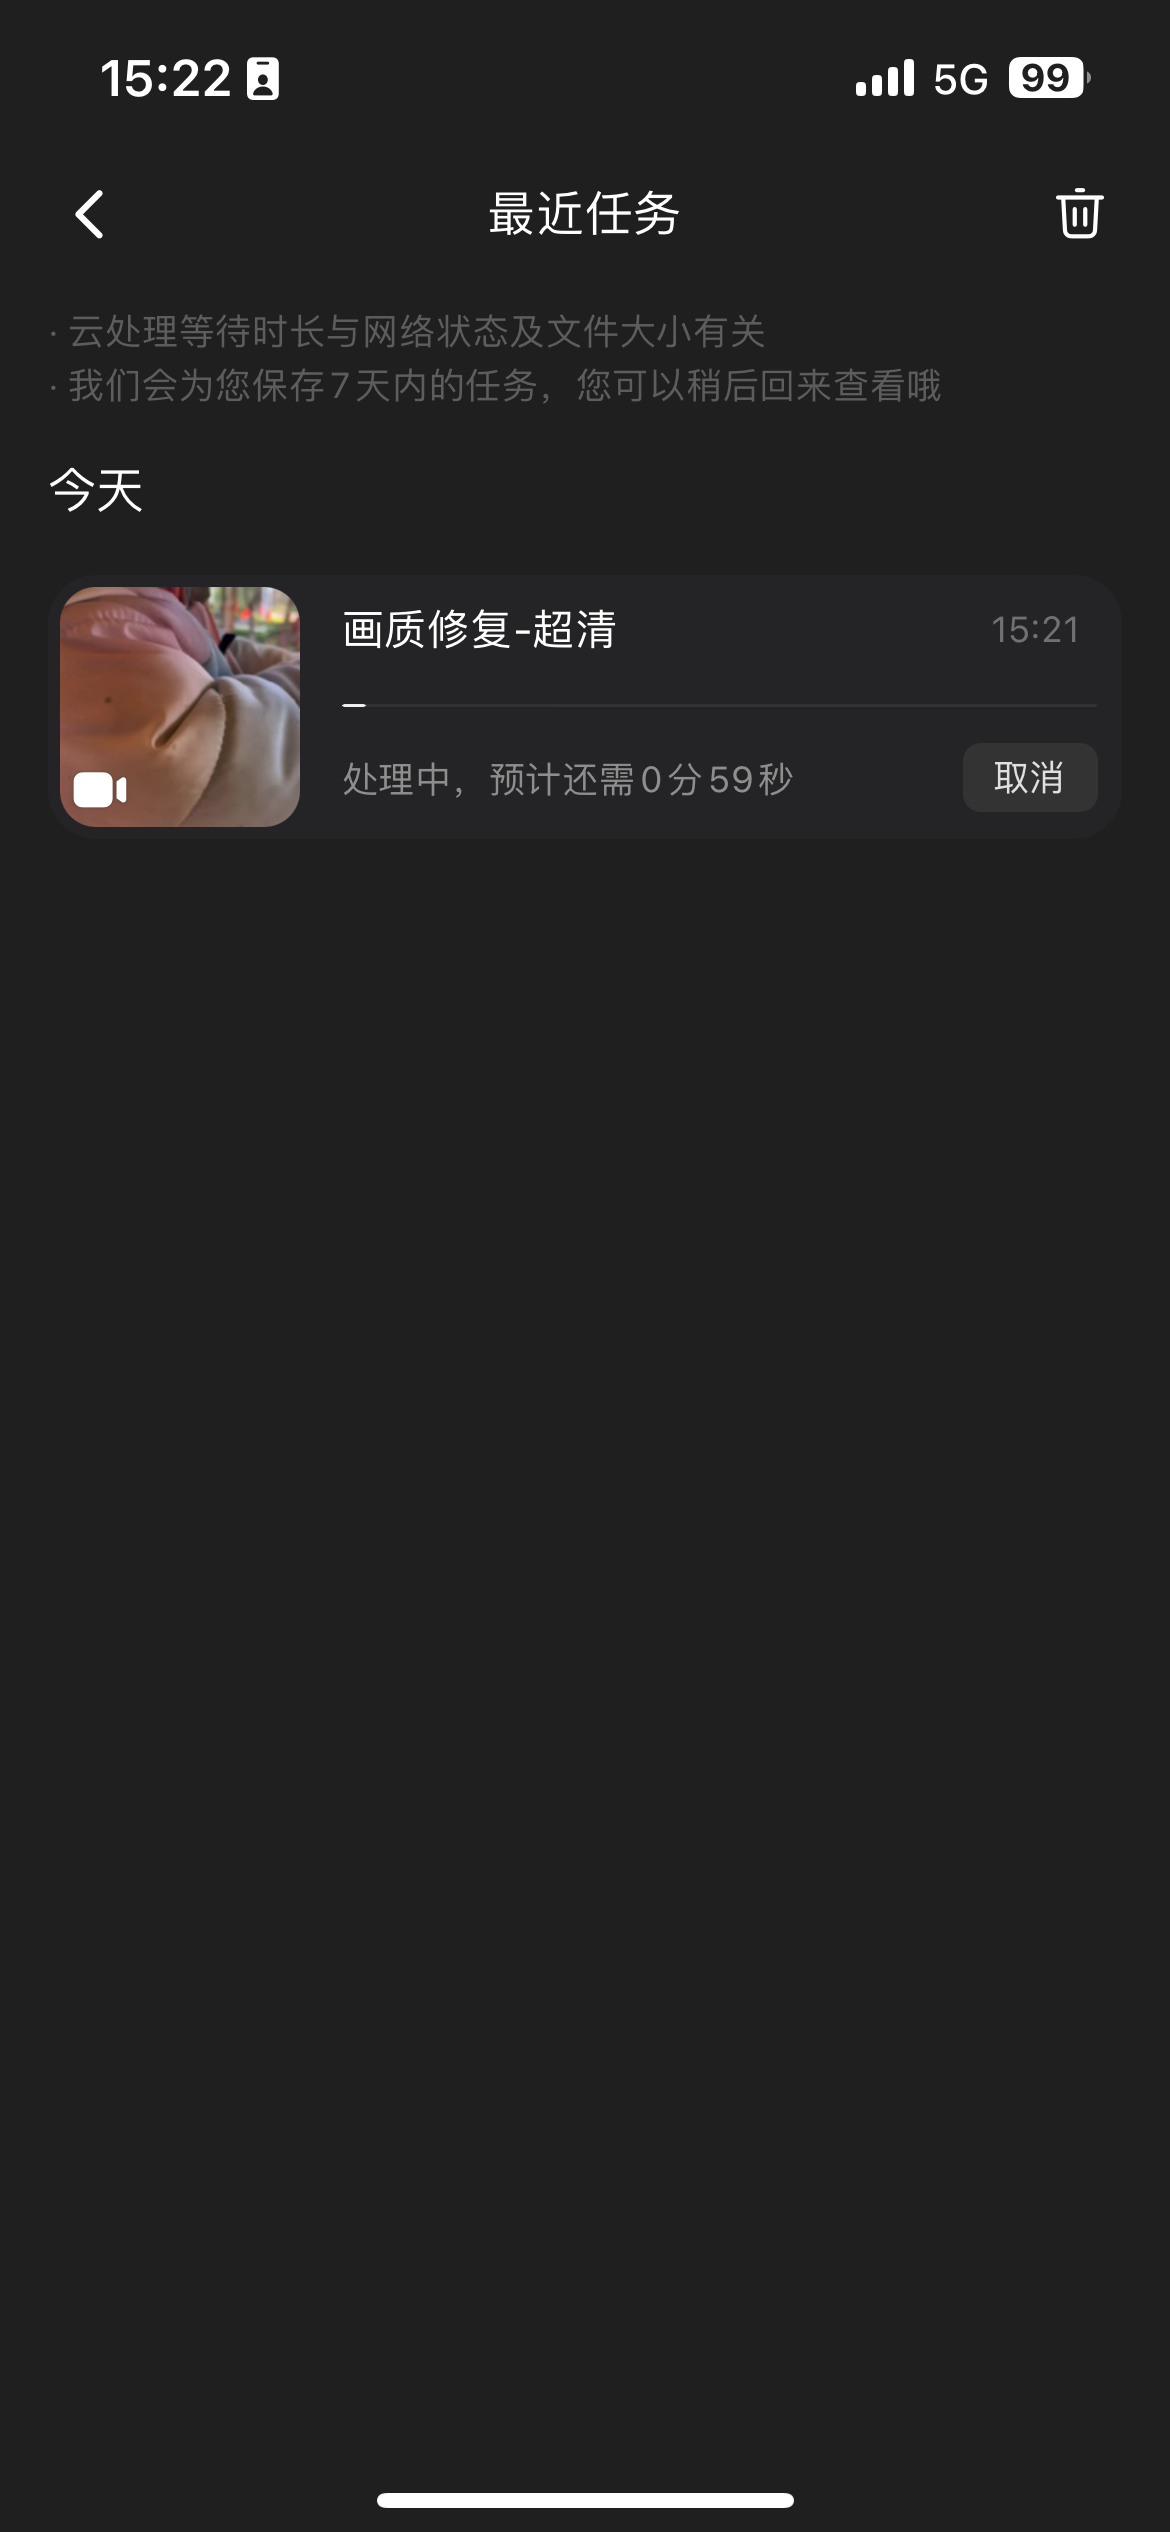 15:22 5G 99
最近任务
· 云处理等待时长与网络状态及文件大小有关
· 我们会为您保存7天内的任务，您可以稍后回来查看哦
今天
画质修复-超清 15:21
处理中，预计还需0分59秒 取消